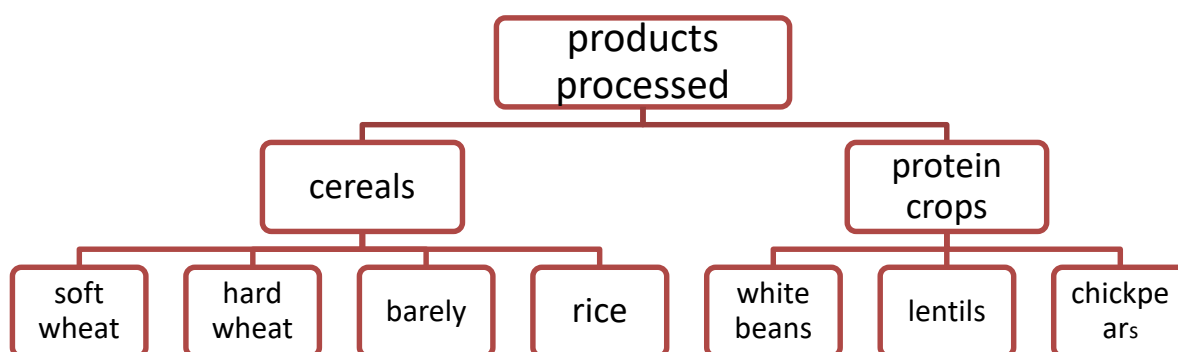 products
processed
cereals
protein
crops
soft
wheat
hard
wheat
barely
rice
white
beans
lentils
chickpe
ars